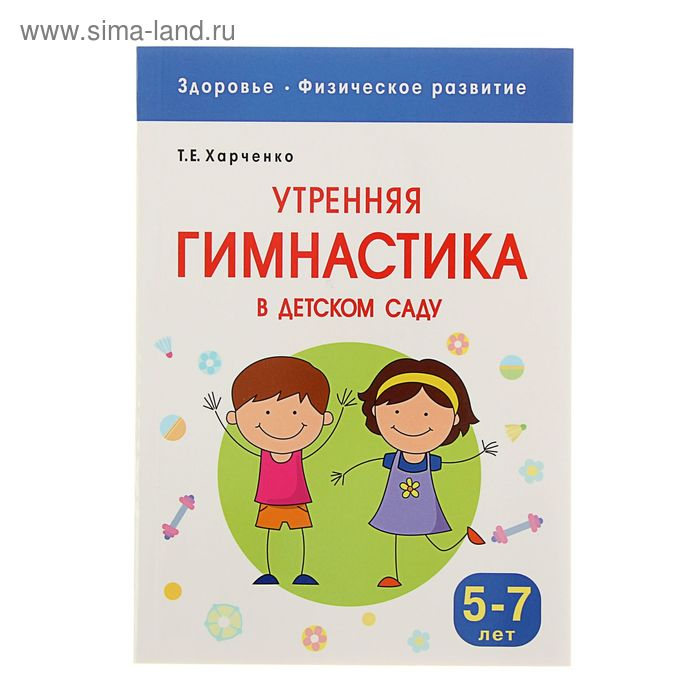 www.sima-land.ru
Здоровье · Физическое развитие
Т.Е. Харченко
УТРЕННЯЯ
ГИМНАСТИКА
В ДЕТСКОМ САДУ
5-7
лет